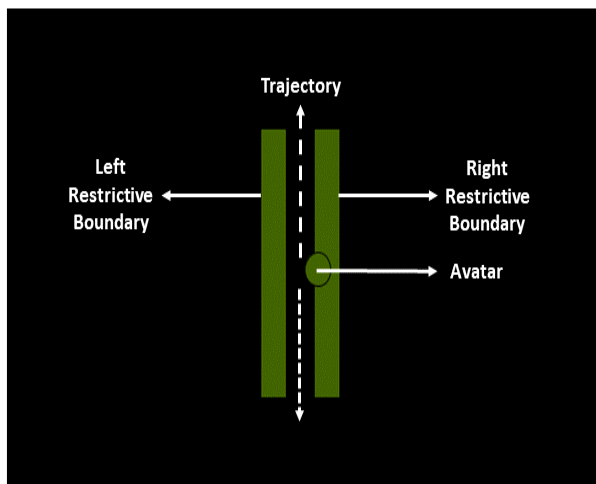 Trajectory
Left
Restrictive
Boundary
Right
Restrictive
Boundary
Avatar